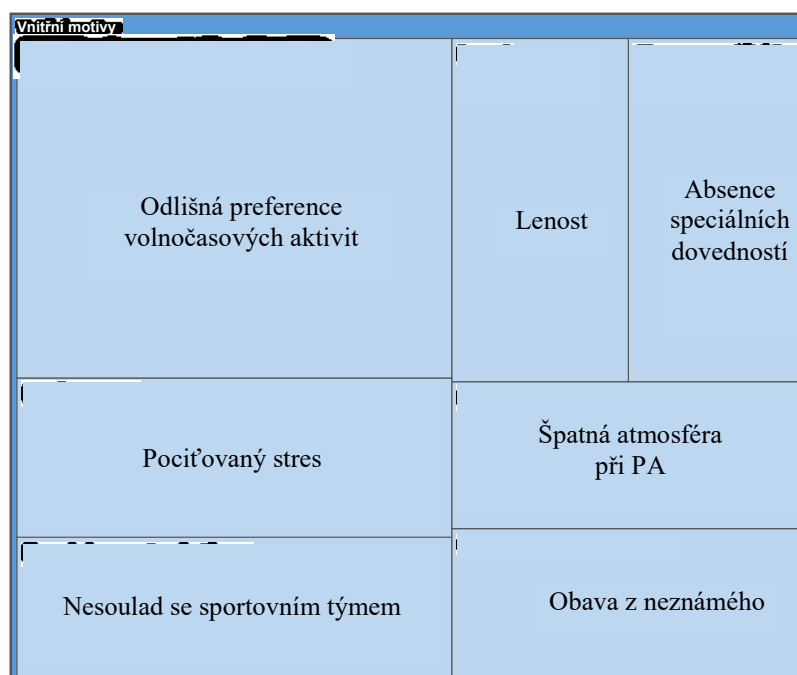 Vnitřní motivy
Odlišná preference
volnočasových aktivit
Lenost
Absence
speciálních
dovedností
Pociťovaný stres
Špatná atmosféra
při PA
Nesoulad se sportovním týmem
Obava z neznámého